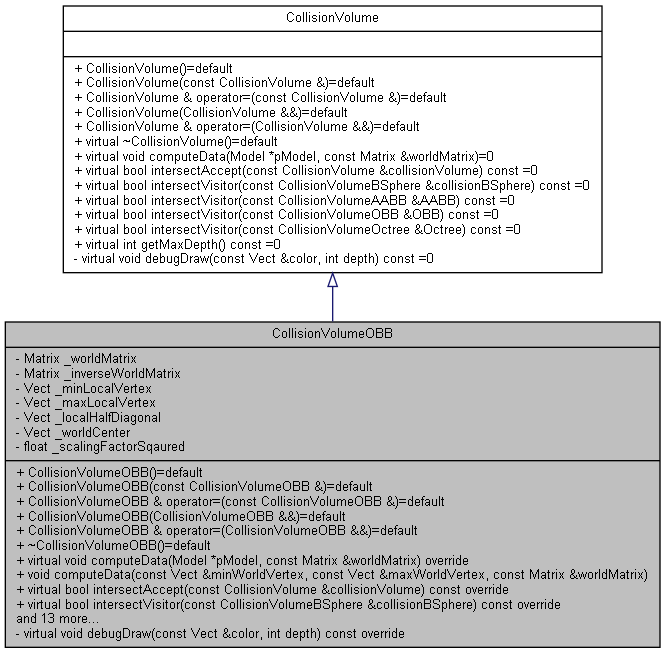 CollisionVolume
+ CollisionVolume()=default
+ CollisionVolume(const CollisionVolume &)=default
+ CollisionVolume & operator=(const CollisionVolume &)=default
+ CollisionVolume(CollisionVolume &&)=default
+ CollisionVolume & operator=(CollisionVolume &&)=default
+ virtual ~CollisionVolume()=default
+ virtual void computeData(Model *pModel, const Matrix &worldMatrix)=0
+ virtual bool intersectAccept(const CollisionVolume &collisionVolume) const =0
+ virtual bool intersectVisitor(const CollisionVolumeBSphere &collisionBSphere) const =0
+ virtual bool intersectVisitor(const CollisionVolumeAABB &AABB) const =0
+ virtual bool intersectVisitor(const CollisionVolumeOBB &OBB) const =0
+ virtual bool intersectVisitor(const CollisionVolumeOctree &Octree) const =0
+ virtual int getMaxDepth() const =0
- virtual void debugDraw(const Vect &color, int depth) const =0
CollisionVolumeOBB
- Matrix _worldMatrix
- Matrix _inverseWorldMatrix
- Vect _minLocalVertex
- Vect _maxLocalVertex
- Vect _localHalfDiagonal
- Vect _worldCenter
- float _scalingFactorSqaured
+ CollisionVolumeOBB()=default
+ CollisionVolumeOBB(const CollisionVolumeOBB &)=default
+ CollisionVolumeOBB & operator=(const CollisionVolumeOBB &)=default
+ CollisionVolumeOBB(CollisionVolumeOBB &&)=default
+ CollisionVolumeOBB & operator=(CollisionVolumeOBB &&)=default
+ ~CollisionVolumeOBB()=default
+ virtual void computeData(Model *pModel, const Matrix &worldMatrix) override
+ void computeData(const Vect &minWorldVertex, const Vect &maxWorldVertex, const Matrix &worldMatrix)
+ virtual bool intersectAccept(const CollisionVolume &collisionVolume) const override
+ virtual bool intersectVisitor(const CollisionVolumeBSphere &collisionBSphere) const override
and 13 more...
- virtual void debugDraw(const Vect &color, int depth) const override